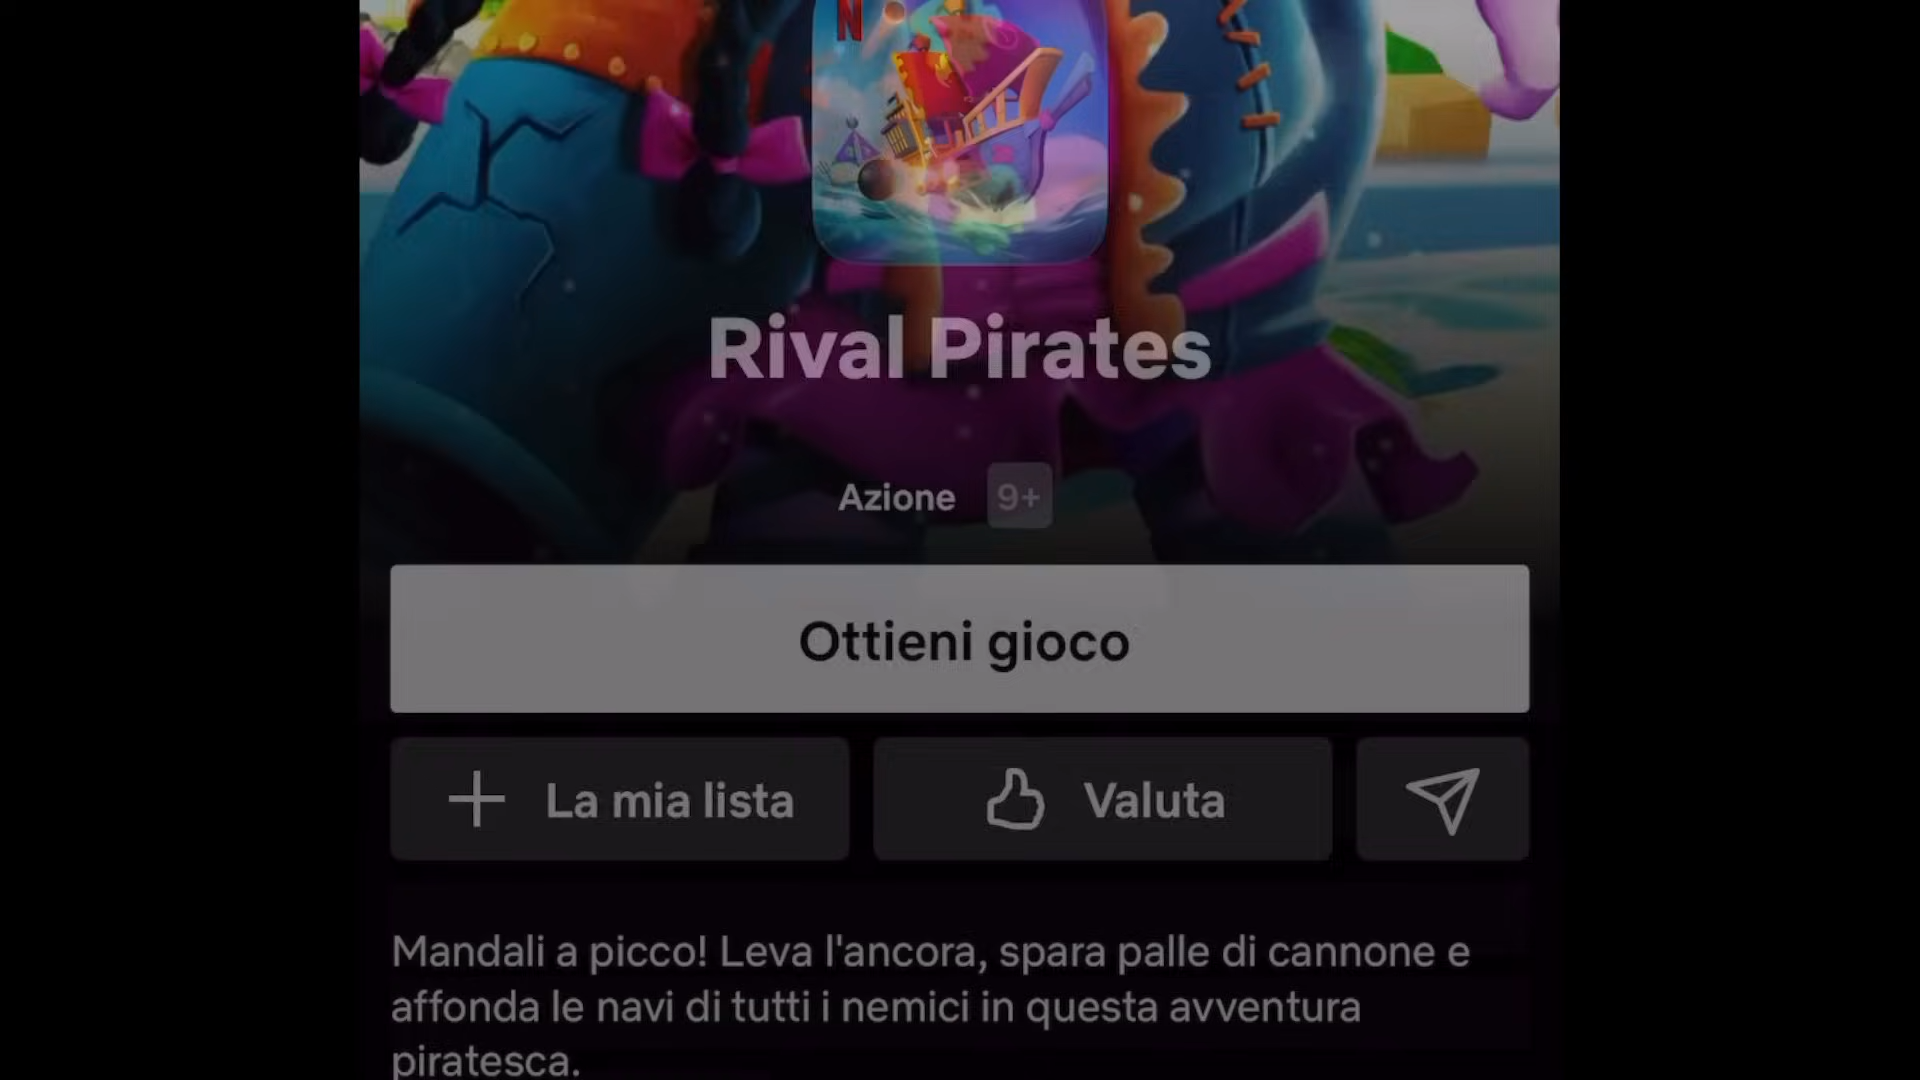 N
Rival Pirates
Azione 9+
Ottieni gioco
La mia lista Valuta
Mandali a picco! Leva l'ancora, spara palle di cannone e
affonda le navi di tutti i nemici in questa avventura
piratesca.